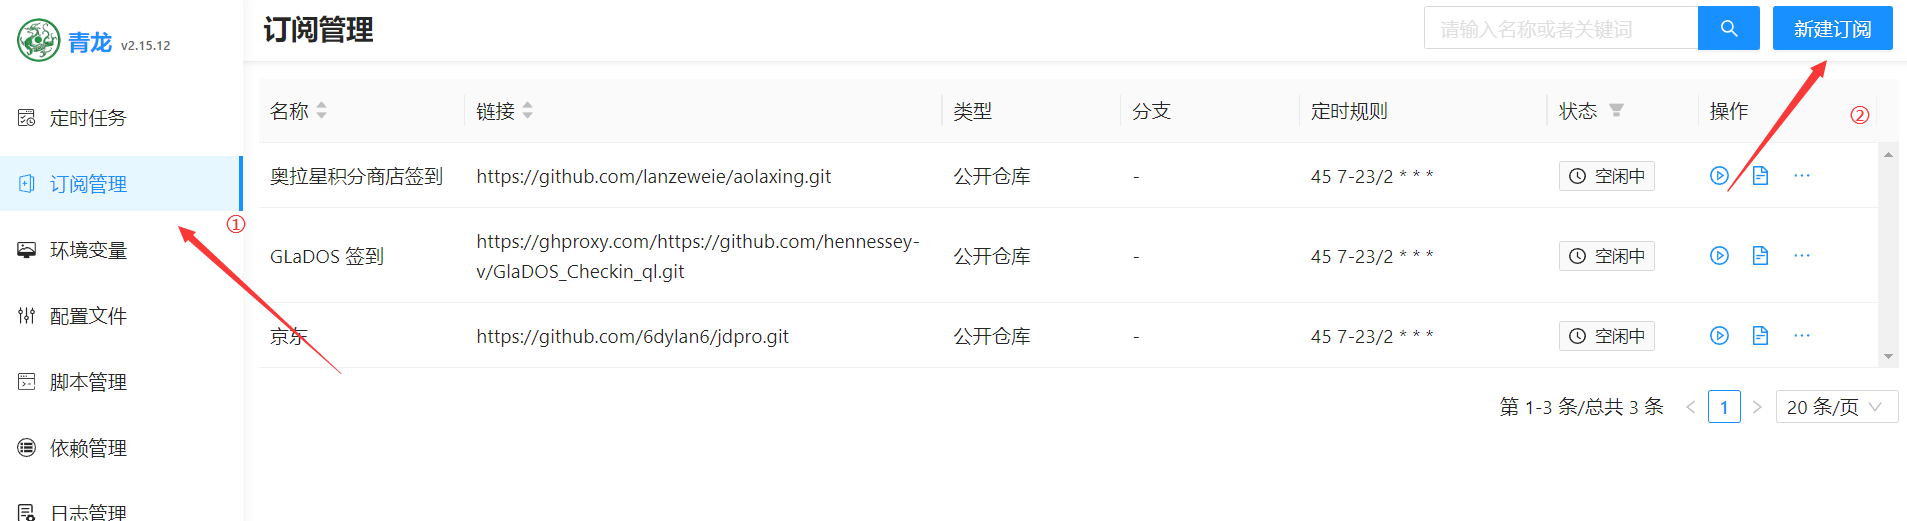 青龙 v2.15.12
定时任务
订阅管理
①
环境变量
配置文件
脚本管理
依赖管理
日志管理
订阅管理
请输入名称或者关键词
新建订阅
②
名称 链接 类型 分支 定时规则 状态 操作
奥拉星积分商店签到 https://github.com/lanzeweie/aolaxing.git 公开仓库 - 45 7-23/2 * * * 空闲中 ···
GLaDOS 签到 https://ghproxy.com/https://github.com/hennessey-
v/GlaDOS_Checkin_ql.git 公开仓库 - 45 7-23/2 * * * 空闲中 ···
京东 https://github.com/6dylan6/jdpro.git 公开仓库 - 45 7-23/2 * * * 空闲中 ···
第 1-3 条/总共 3 条 < 1 > 20 条/页